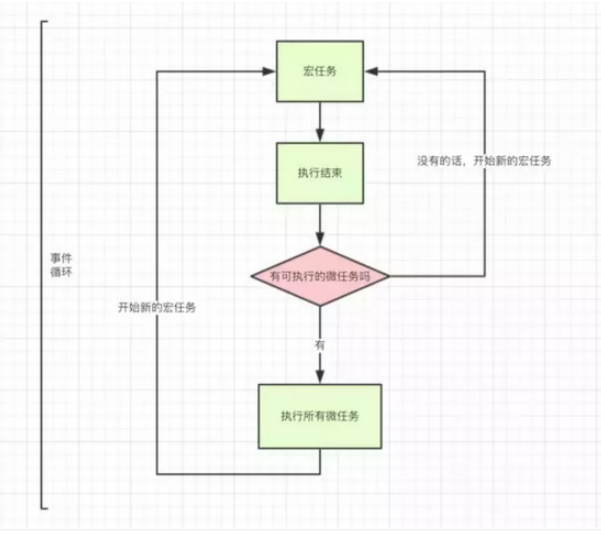 宏任务
执行结束
没有的话，开始新的宏任务
事件
循环
有可执行的微任务吗
开始新的宏任务
有
执行所有微任务